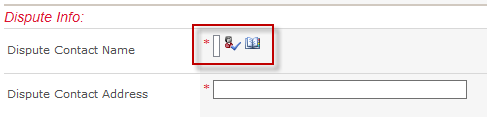 Dispute Info:
Dispute Contact Name *
Dispute Contact Address *